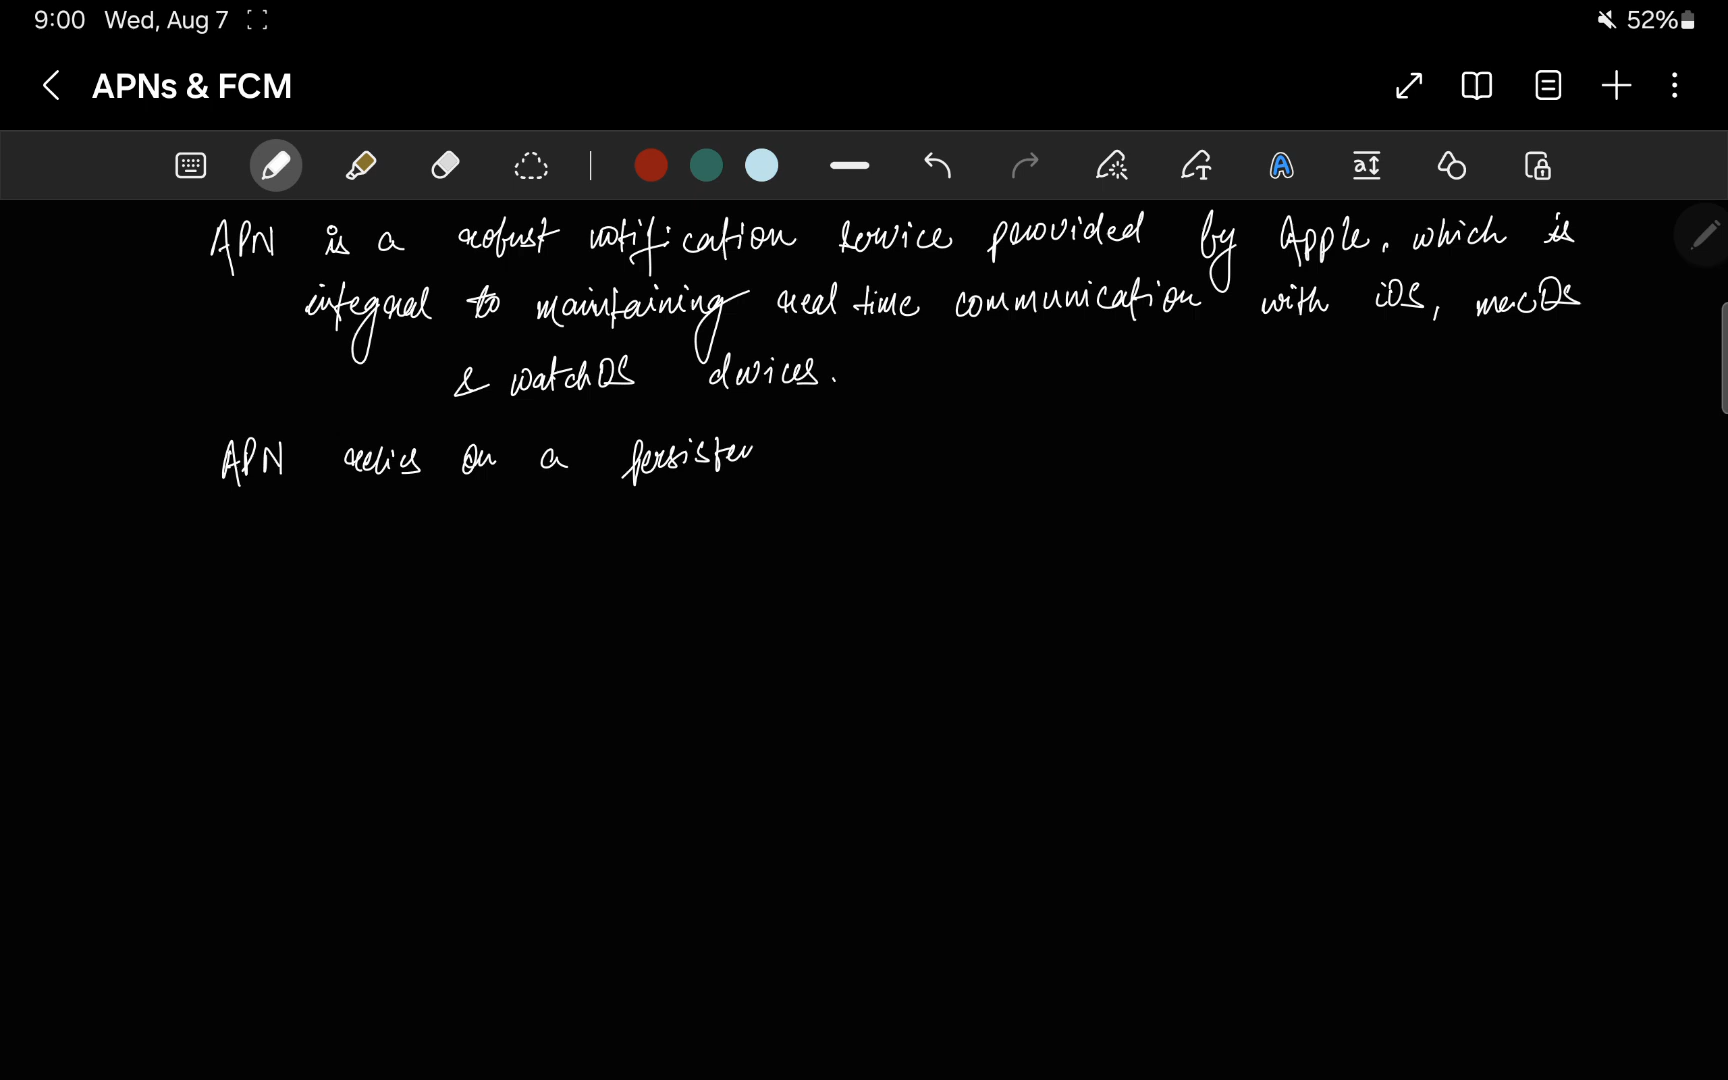 9:00 Wed, Aug 7 52%
APNs & FCM
APN is a robust notification service provided by Apple, which is
integral to maintaining real time communication with iOS, macOS
& watchOS devices.
APN relies on a persisten